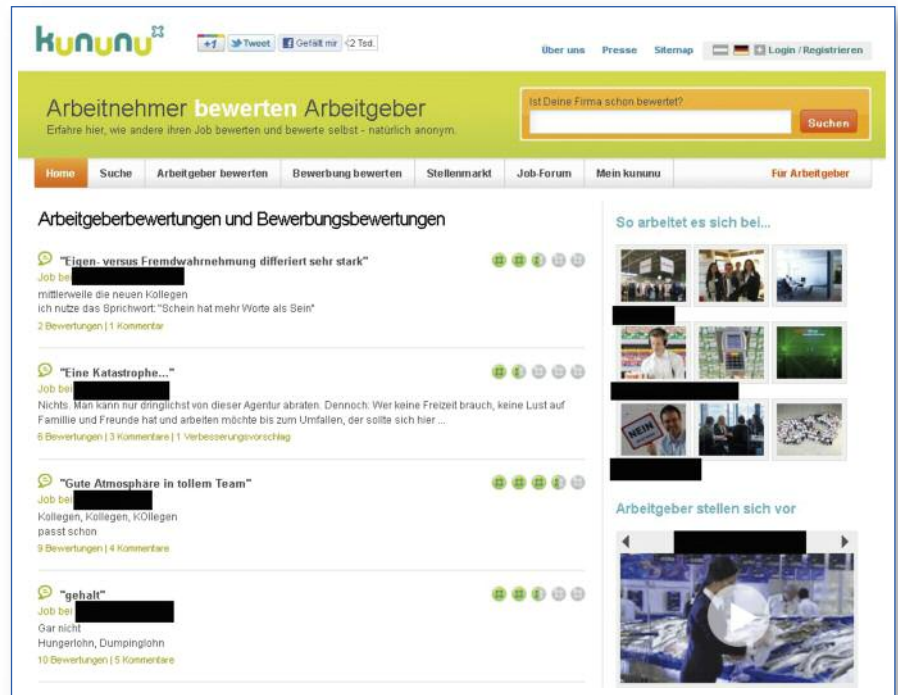 kununu
+1 Tweet Gefällt mir <2 Tsd.
Über uns Presse Sitemap Login / Registrieren
Arbeitnehmer bewerten Arbeitgeber
Erfahre hier, wie andere ihren Job bewerten und bewerte selbst - natürlich anonym.
Ist Deine Firma schon bewertet?
Suchen
Home Suche Arbeitgeber bewerten Bewerbung bewerten Stellenmarkt Job-Forum Mein kununu Für Arbeitgeber
Arbeitgeberbewertungen und Bewerbungsbewertungen
"Eigen- versus Fremdwahrnehmung differiert sehr stark"
Job bei
mittlerweile die neuen Kollegen
ich nutze das Sprichwort: "Schein hat mehr Worte als Sein"
2 Bewertungen | 1 Kommentar
"Eine Katastrophe..."
Job bei
Nichts. Man kann nur dringlichst von dieser Agentur abraten. Dennoch: Wer keine Freizeit brauch, keine Lust auf
Famillie und Freunde hat und arbeiten möchte bis zum Umfallen, der sollte sich hier ...
6 Bewertungen | 3 Kommentare | 1 Verbesserungsvorschlag
"Gute Atmosphäre in tollem Team"
Job bei
Kollegen, Kollegen, KOllegen
passt schon
9 Bewertungen | 4 Kommentare
"gehalt"
Job bei
Gar nicht
Hungerlohn, Dumpinglohn
10 Bewertungen | 5 Kommentare
So arbeitet es sich bei...
NEIN
Arbeitgeber stellen sich vor